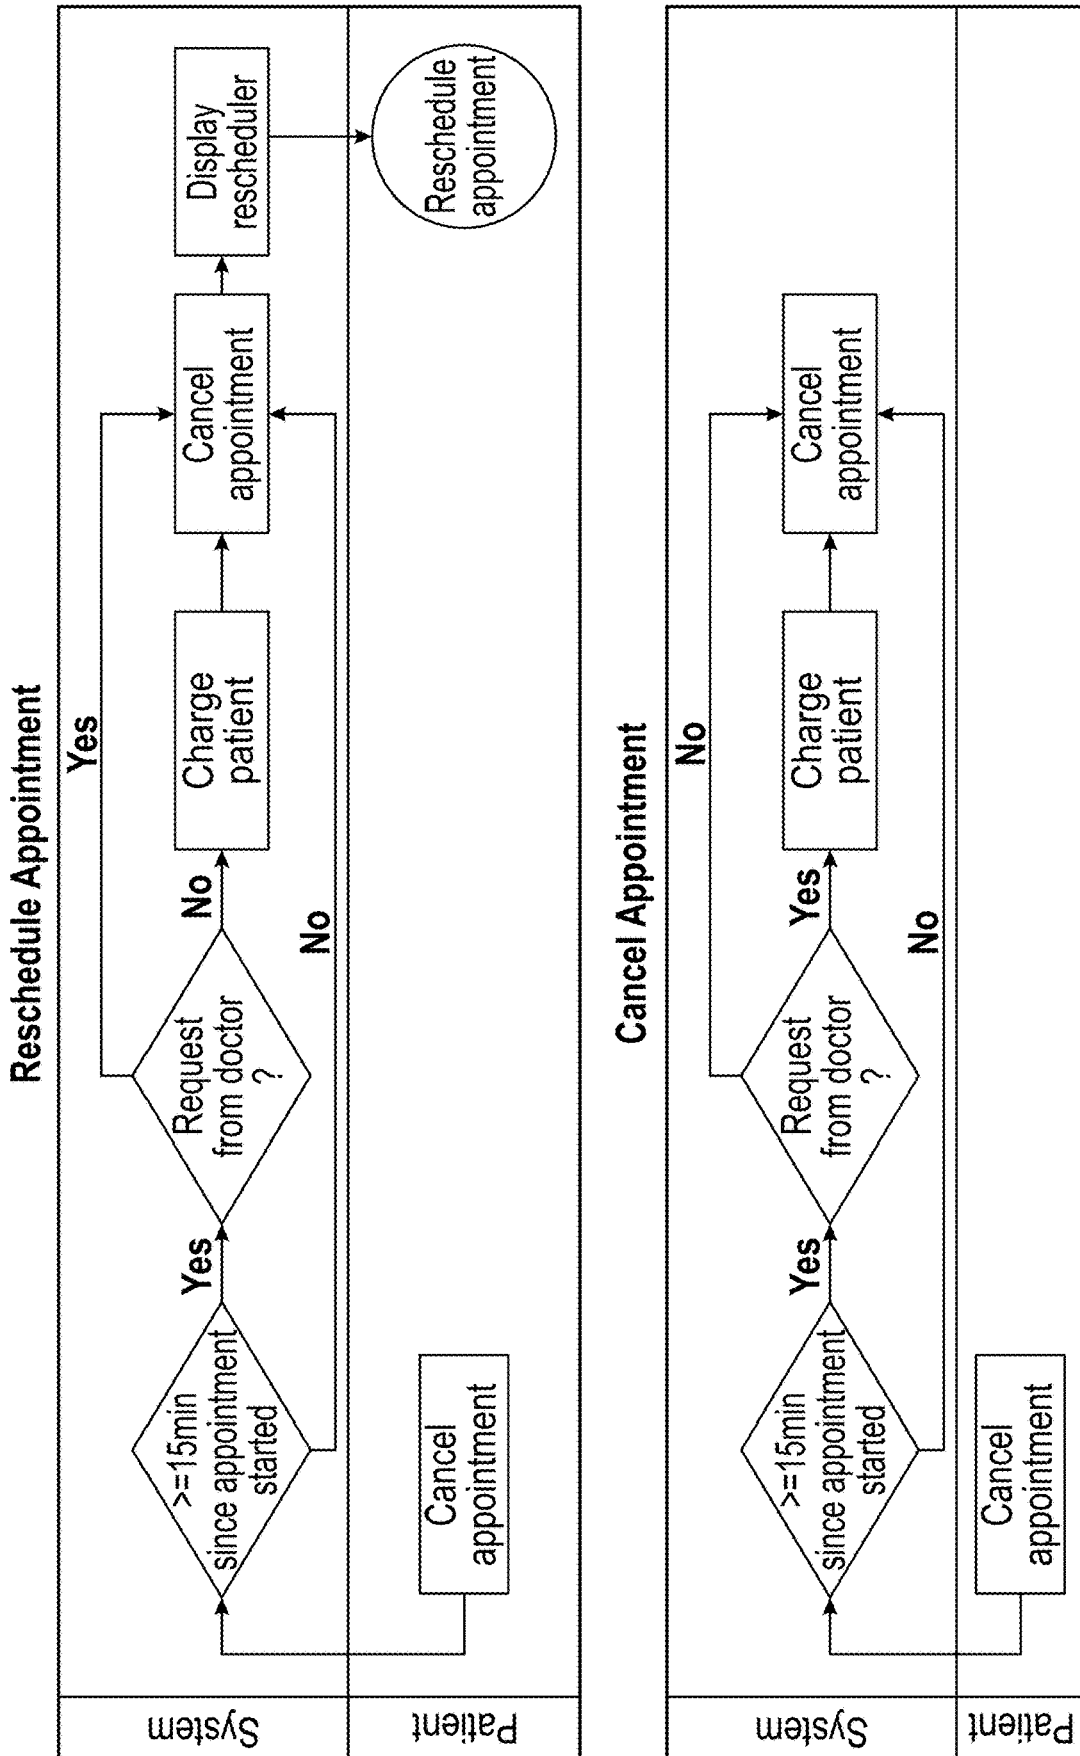 Reschedule Appointment
System
Patient
>=15min
since appointment
started
Yes
No
Request
from doctor
?
Yes
No
Charge
patient
Cancel
appointment
Display
rescheduler
Cancel
appointment
Reschedule
appointment
Cancel Appointment
System
Patient
>=15min
since appointment
started
Yes
No
Request
from doctor
?
No
Yes
Charge
patient
Cancel
appointment
Cancel
appointment